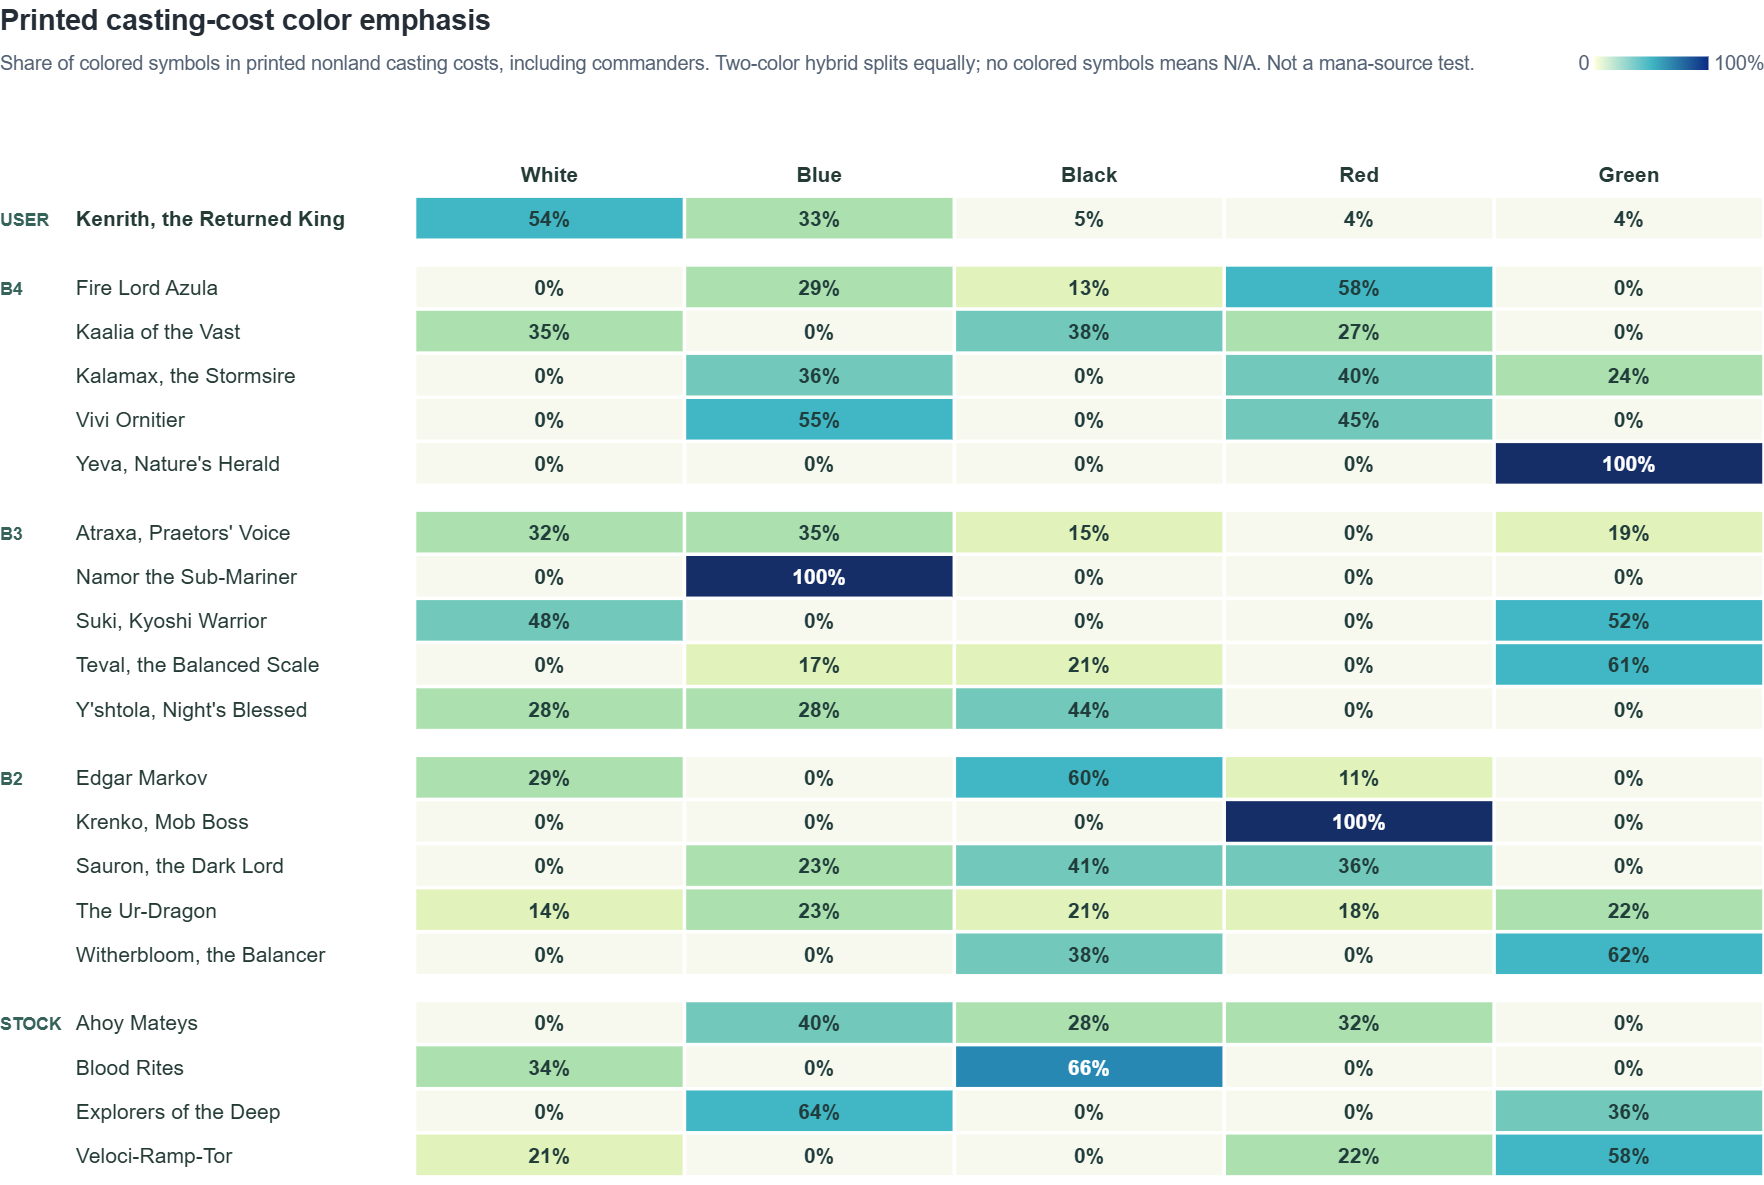 Printed casting-cost color emphasis
Share of colored symbols in printed nonland casting costs, including commanders. Two-color hybrid splits equally; no colored symbols means N/A. Not a mana-source test. 0 100%
White Blue Black Red Green
USER Kenrith, the Returned King 54% 33% 5% 4% 4%
B4 Fire Lord Azula 0% 29% 13% 58% 0%
Kaalia of the Vast 35% 0% 38% 27% 0%
Kalamax, the Stormsire 0% 36% 0% 40% 24%
Vivi Ornitier 0% 55% 0% 45% 0%
Yeva, Nature's Herald 0% 0% 0% 0% 100%
B3 Atraxa, Praetors' Voice 32% 35% 15% 0% 19%
Namor the Sub-Mariner 0% 100% 0% 0% 0%
Suki, Kyoshi Warrior 48% 0% 0% 0% 52%
Teval, the Balanced Scale 0% 17% 21% 0% 61%
Y'shtola, Night's Blessed 28% 28% 44% 0% 0%
B2 Edgar Markov 29% 0% 60% 11% 0%
Krenko, Mob Boss 0% 0% 0% 100% 0%
Sauron, the Dark Lord 0% 23% 41% 36% 0%
The Ur-Dragon 14% 23% 21% 18% 22%
Witherbloom, the Balancer 0% 0% 38% 0% 62%
STOCK Ahoy Mateys 0% 40% 28% 32% 0%
Blood Rites 34% 0% 66% 0% 0%
Explorers of the Deep 0% 64% 0% 0% 36%
Veloci-Ramp-Tor 21% 0% 0% 22% 58%